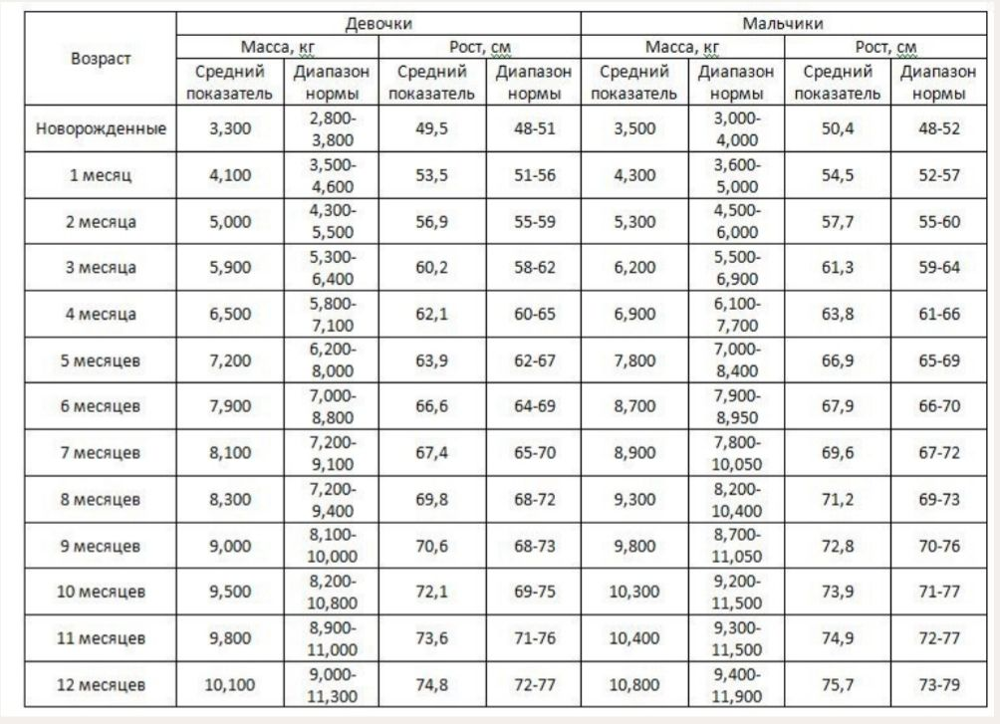 Возраст Девочки Мальчики
Масса, кг Рост, см Масса, кг Рост, см
Средний показатель Диапазон нормы Средний показатель Диапазон нормы Средний показатель Диапазон нормы Средний показатель Диапазон нормы
Новорожденные 3,300 2,800-3,800 49,5 48-51 3,500 3,000-4,000 50,4 48-52
1 месяц 4,100 3,500-4,600 53,5 51-56 4,300 3,600-5,000 54,5 52-57
2 месяца 5,000 4,300-5,500 56,9 55-59 5,300 4,500-6,000 57,7 55-60
3 месяца 5,900 5,300-6,400 60,2 58-62 6,200 5,500-6,900 61,3 59-64
4 месяца 6,500 5,800-7,100 62,1 60-65 6,900 6,100-7,700 63,8 61-66
5 месяцев 7,200 6,200-8,000 63,9 62-67 7,800 7,000-8,400 66,9 65-69
6 месяцев 7,900 7,000-8,800 66,6 64-69 8,700 7,900-8,950 67,9 66-70
7 месяцев 8,100 7,200-9,100 67,4 65-70 8,900 7,800-10,050 69,6 67-72
8 месяцев 8,300 7,200-9,400 69,8 68-72 9,300 8,200-10,400 71,2 69-73
9 месяцев 9,000 8,100-10,000 70,6 68-73 9,800 8,700-11,050 72,8 70-76
10 месяцев 9,500 8,200-10,800 72,1 69-75 10,300 9,200-11,500 73,9 71-77
11 месяцев 9,800 8,900-11,000 73,6 71-76 10,400 9,300-11,500 74,9 72-77
12 месяцев 10,100 9,000-11,300 74,8 72-77 10,800 9,400-11,900 75,7 73-79